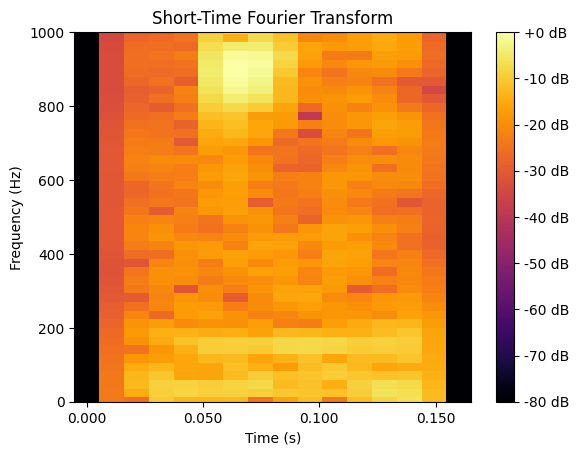 Short-Time Fourier Transform
1000
800
600
400
200
0
Frequency (Hz)
0.000
0.050
0.100
0.150
Time (s)
+0 dB
-10 dB
-20 dB
-30 dB
-40 dB
-50 dB
-60 dB
-70 dB
-80 dB